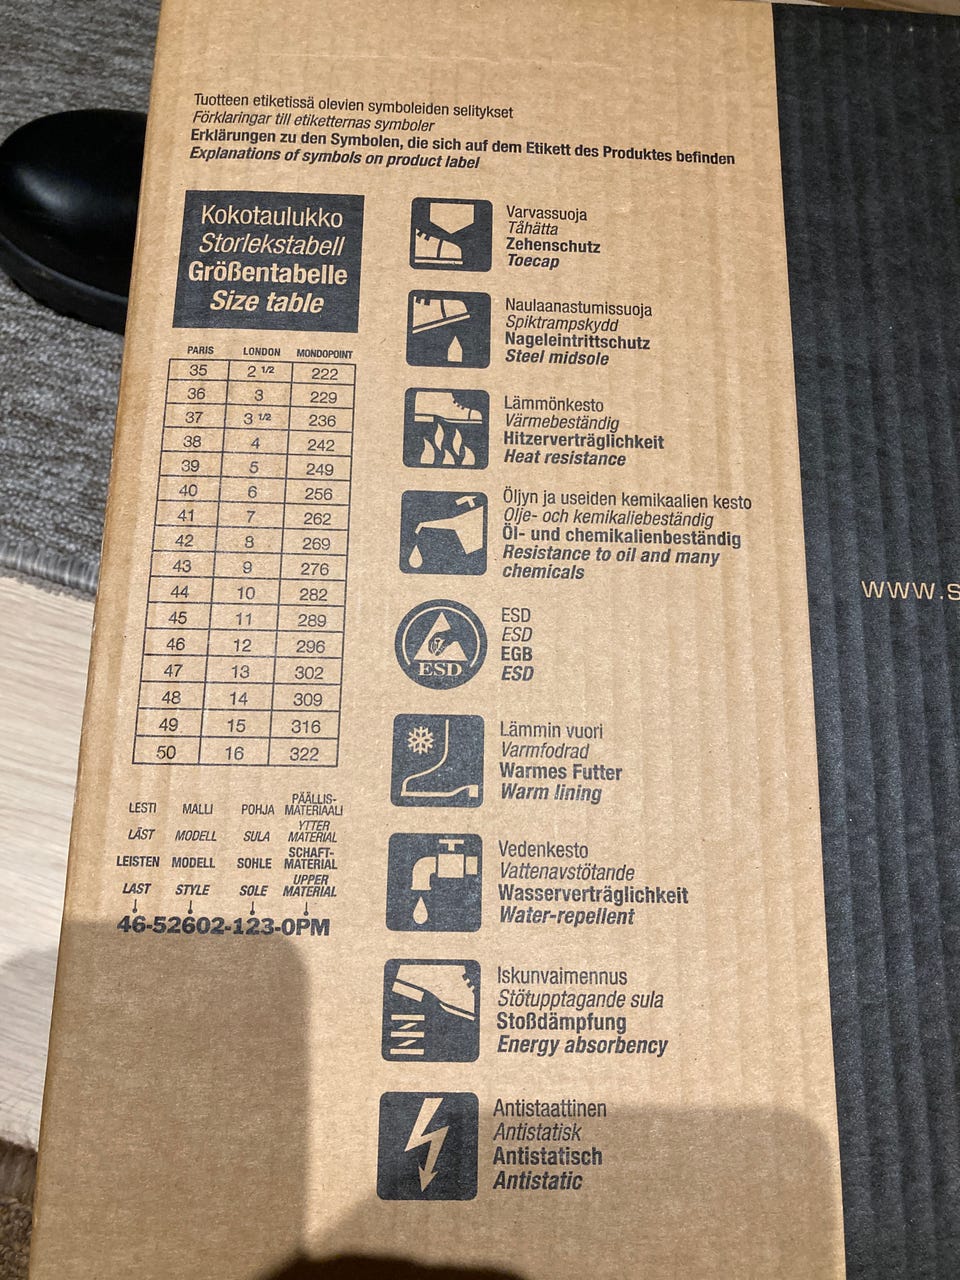 Tuotteen etiketissä olevien symboleiden selitykset
Förklaringar till etiketternas symboler
Erklärungen zu den Symbolen, die sich auf dem Etikett des Produktes befinden
Explanations of symbols on product label
Kokotaulukko
Storlekstabell
Größentabelle
Size table
PARIS LONDON MONDOPOINT
35 2 1/2 222
36 3 229
37 3 1/2 236
38 4 242
39 5 249
40 6 256
41 7 262
42 8 269
43 9 276
44 10 282
45 11 289
46 12 296
47 13 302
48 14 309
49 15 316
50 16 322
LESTI MALLI POHJA PÄÄLLIS-MATERIAALI
LÄST MODELL SULA YTTER MATERIAL
LEISTEN MODELL SOHLE SCHAFT-MATERIAL
LAST STYLE SOLE UPPER MATERIAL
46-52602-123-0PM
Varvassuoja
Tåhätta
Zehenschutz
Toecap
Naulaanastumissuoja
Spiktrampskydd
Nageleintrittschutz
Steel midsole
Lämmönkesto
Värmebeständig
Hitzerverträglichkeit
Heat resistance
Öljyn ja useiden kemikaalien kesto
Olje- och kemikaliebeständig
Öl- und chemikalienbeständig
Resistance to oil and many
chemicals
ESD
ESD
ESD
EGB
ESD
Lämmin vuori
Varmfodrad
Warmes Futter
Warm lining
Vedenkesto
Vattenavstötande
Wasserverträglichkeit
Water-repellent
Iskunvaimennus
Stötupptagande sula
Stoßdämpfung
Energy absorbency
Antistaattinen
Antistatisk
Antistatisch
Antistatic
www.s